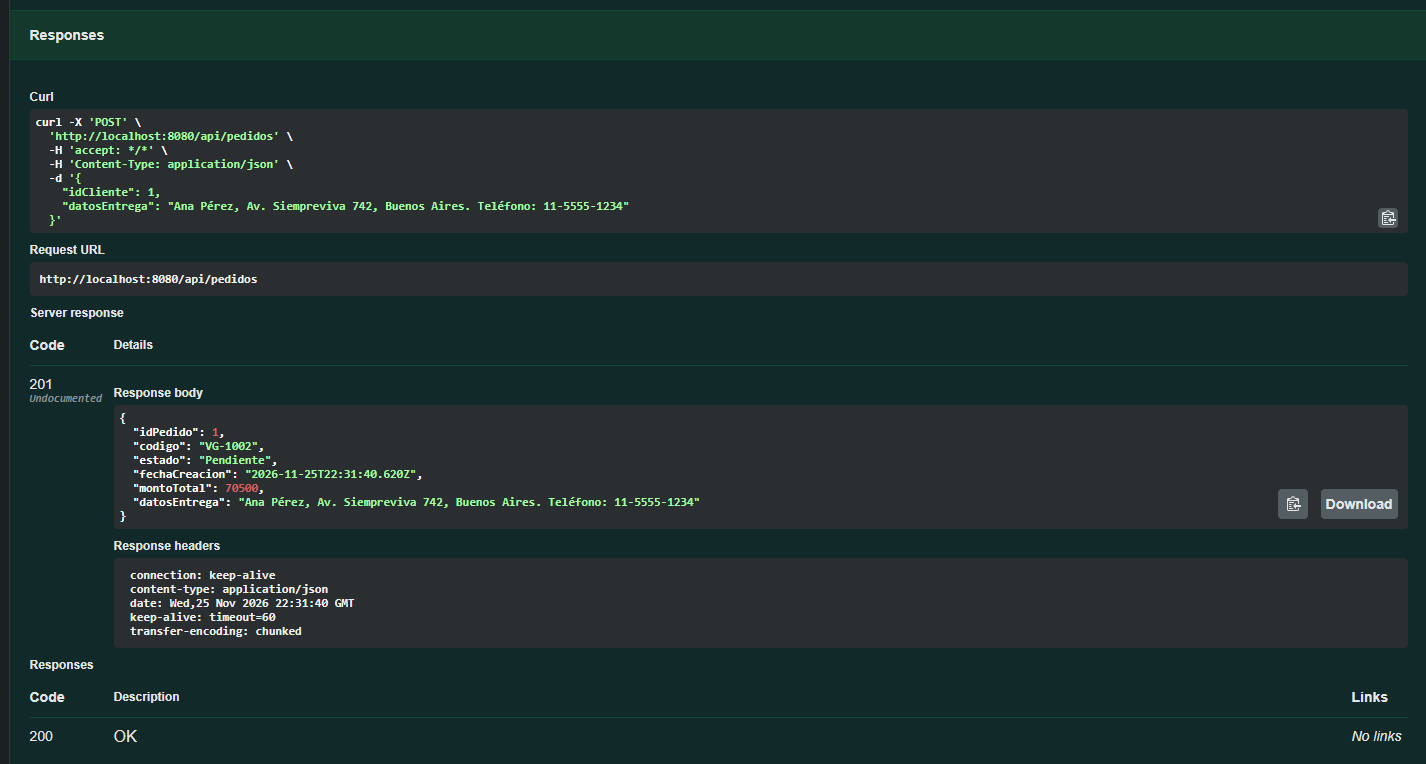 Responses
Curl
curl -X 'POST' \
  'http://localhost:8080/api/pedidos' \
  -H 'accept: */*' \
  -H 'Content-Type: application/json' \
  -d '{
    "idCliente": 1,
    "datosEntrega": "Ana Pérez, Av. Siempreviva 742, Buenos Aires. Teléfono: 11-5555-1234"
  }'
Request URL
http://localhost:8080/api/pedidos
Server response
Code Details
201
Undocumented
Response body
{
  "idPedido": 1,
  "codigo": "VG-1002",
  "estado": "Pendiente",
  "fechaCreacion": "2026-11-25T22:31:40.620Z",
  "montoTotal": 70500,
  "datosEntrega": "Ana Pérez, Av. Siempreviva 742, Buenos Aires. Teléfono: 11-5555-1234"
}
Download
Response headers
connection: keep-alive
content-type: application/json
date: Wed,25 Nov 2026 22:31:40 GMT
keep-alive: timeout=60
transfer-encoding: chunked
Responses
Code Description Links
200 OK No links